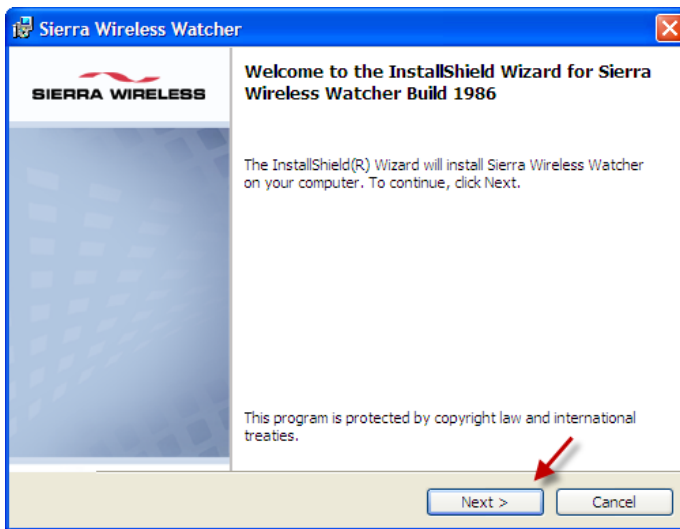 Sierra Wireless Watcher
SIERRA WIRELESS
Welcome to the InstallShield Wizard for Sierra
Wireless Watcher Build 1986
The InstallShield(R) Wizard will install Sierra Wireless Watcher
on your computer. To continue, click Next.
This program is protected by copyright law and international
treaties.
Next >
Cancel